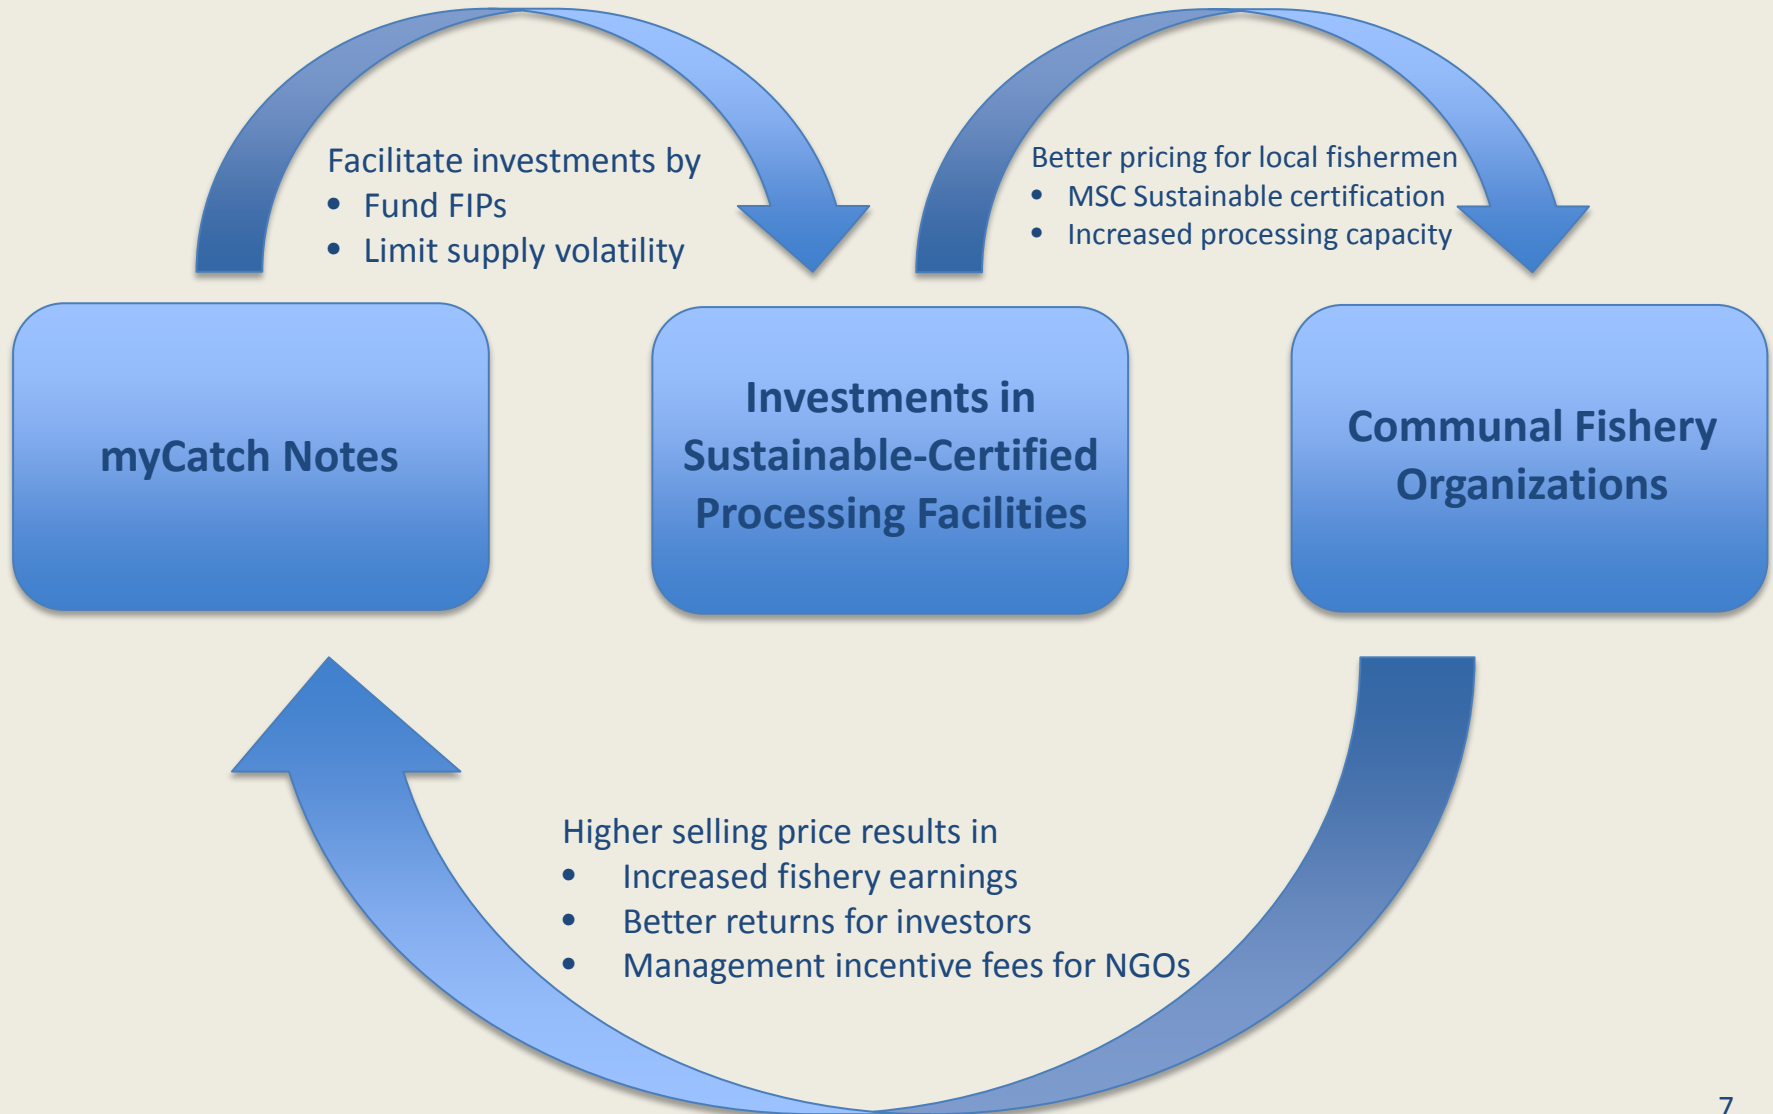 Facilitate investments by
• Fund FIPs
• Limit supply volatility
Better pricing for local fishermen
• MSC Sustainable certification
• Increased processing capacity
myCatch Notes
Investments in
Sustainable-Certified
Processing Facilities
Communal Fishery
Organizations
Higher selling price results in
• Increased fishery earnings
• Better returns for investors
• Management incentive fees for NGOs
7